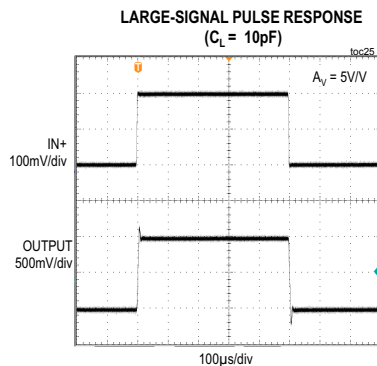 LARGE-SIGNAL PULSE RESPONSE
(CL = 10pF)
toc25
T
AV = 5V/V
IN+
100mV/div
OUTPUT
500mV/div
100µs/div